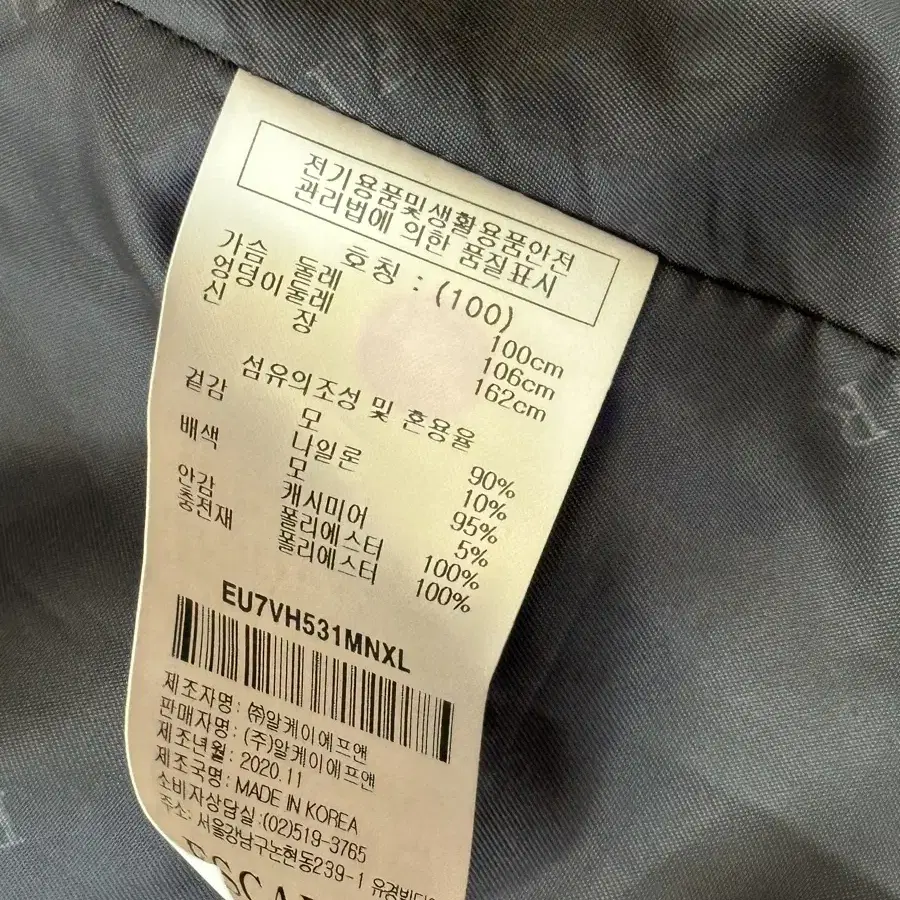 전기용품및생활용품안전
관리법에 의한 품질표시
호칭 : (100)
가슴 둘레 100cm
엉덩이둘레 106cm
신 장 162cm
섬유의조성 및 혼용율
겉감 모 90%
나일론 10%
배색 모 95%
캐시미어 5%
안감 폴리에스터 100%
충전재 폴리에스터 100%
EU7VH531MNXL
제조자명: ㈜알케이에프앤
판매자명: (주)알케이에프앤
제조년월: 2020.11
제조국명: MADE IN KOREA
소비자상담실:(02)519-3765
주소: 서울강남구논현동239-1